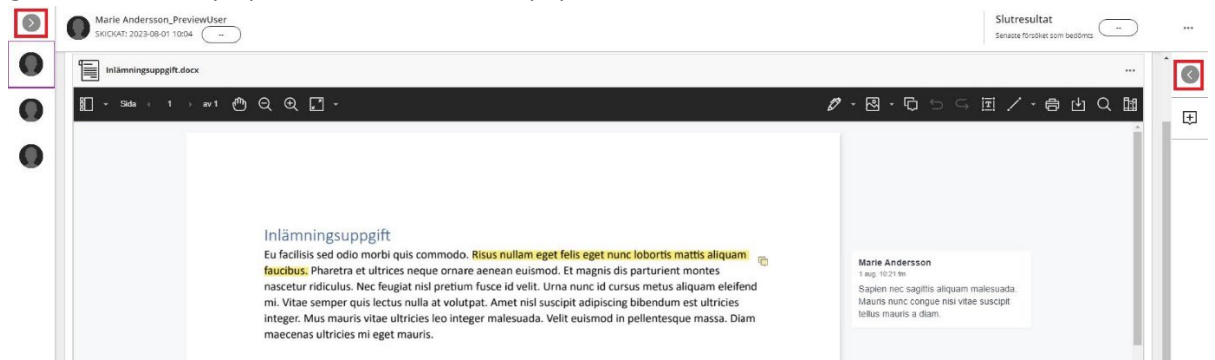 Marie Andersson_PreviewUser
SKICKAT: 2023-08-01 10:04
--
Slutresultat
Senaste försöket som bedömts
--
Inlämningsuppgift.docx
Sida 1 av 1
Inlämningsuppgift
Eu facilisis sed odio morbi quis commodo. Risus nullam eget felis eget nunc lobortis mattis aliquam
faucibus. Pharetra et ultrices neque ornare aenean euismod. Et magnis dis parturient montes
nascetur ridiculus. Nec feugiat nisl pretium fusce id velit. Urna nunc id cursus metus aliquam eleifend
mi. Vitae semper quis lectus nulla at volutpat. Amet nisl suscipit adipiscing bibendum est ultricies
integer. Mus mauris vitae ultricies leo integer malesuada. Velit euismod in pellentesque massa. Diam
maecenas ultricies mi eget mauris.
Marie Andersson
1 aug. 10:21 fm
Sapien nec sagittis aliquam malesuada.
Mauris nunc congue nisi vitae suscipit
tellus mauris a diam.